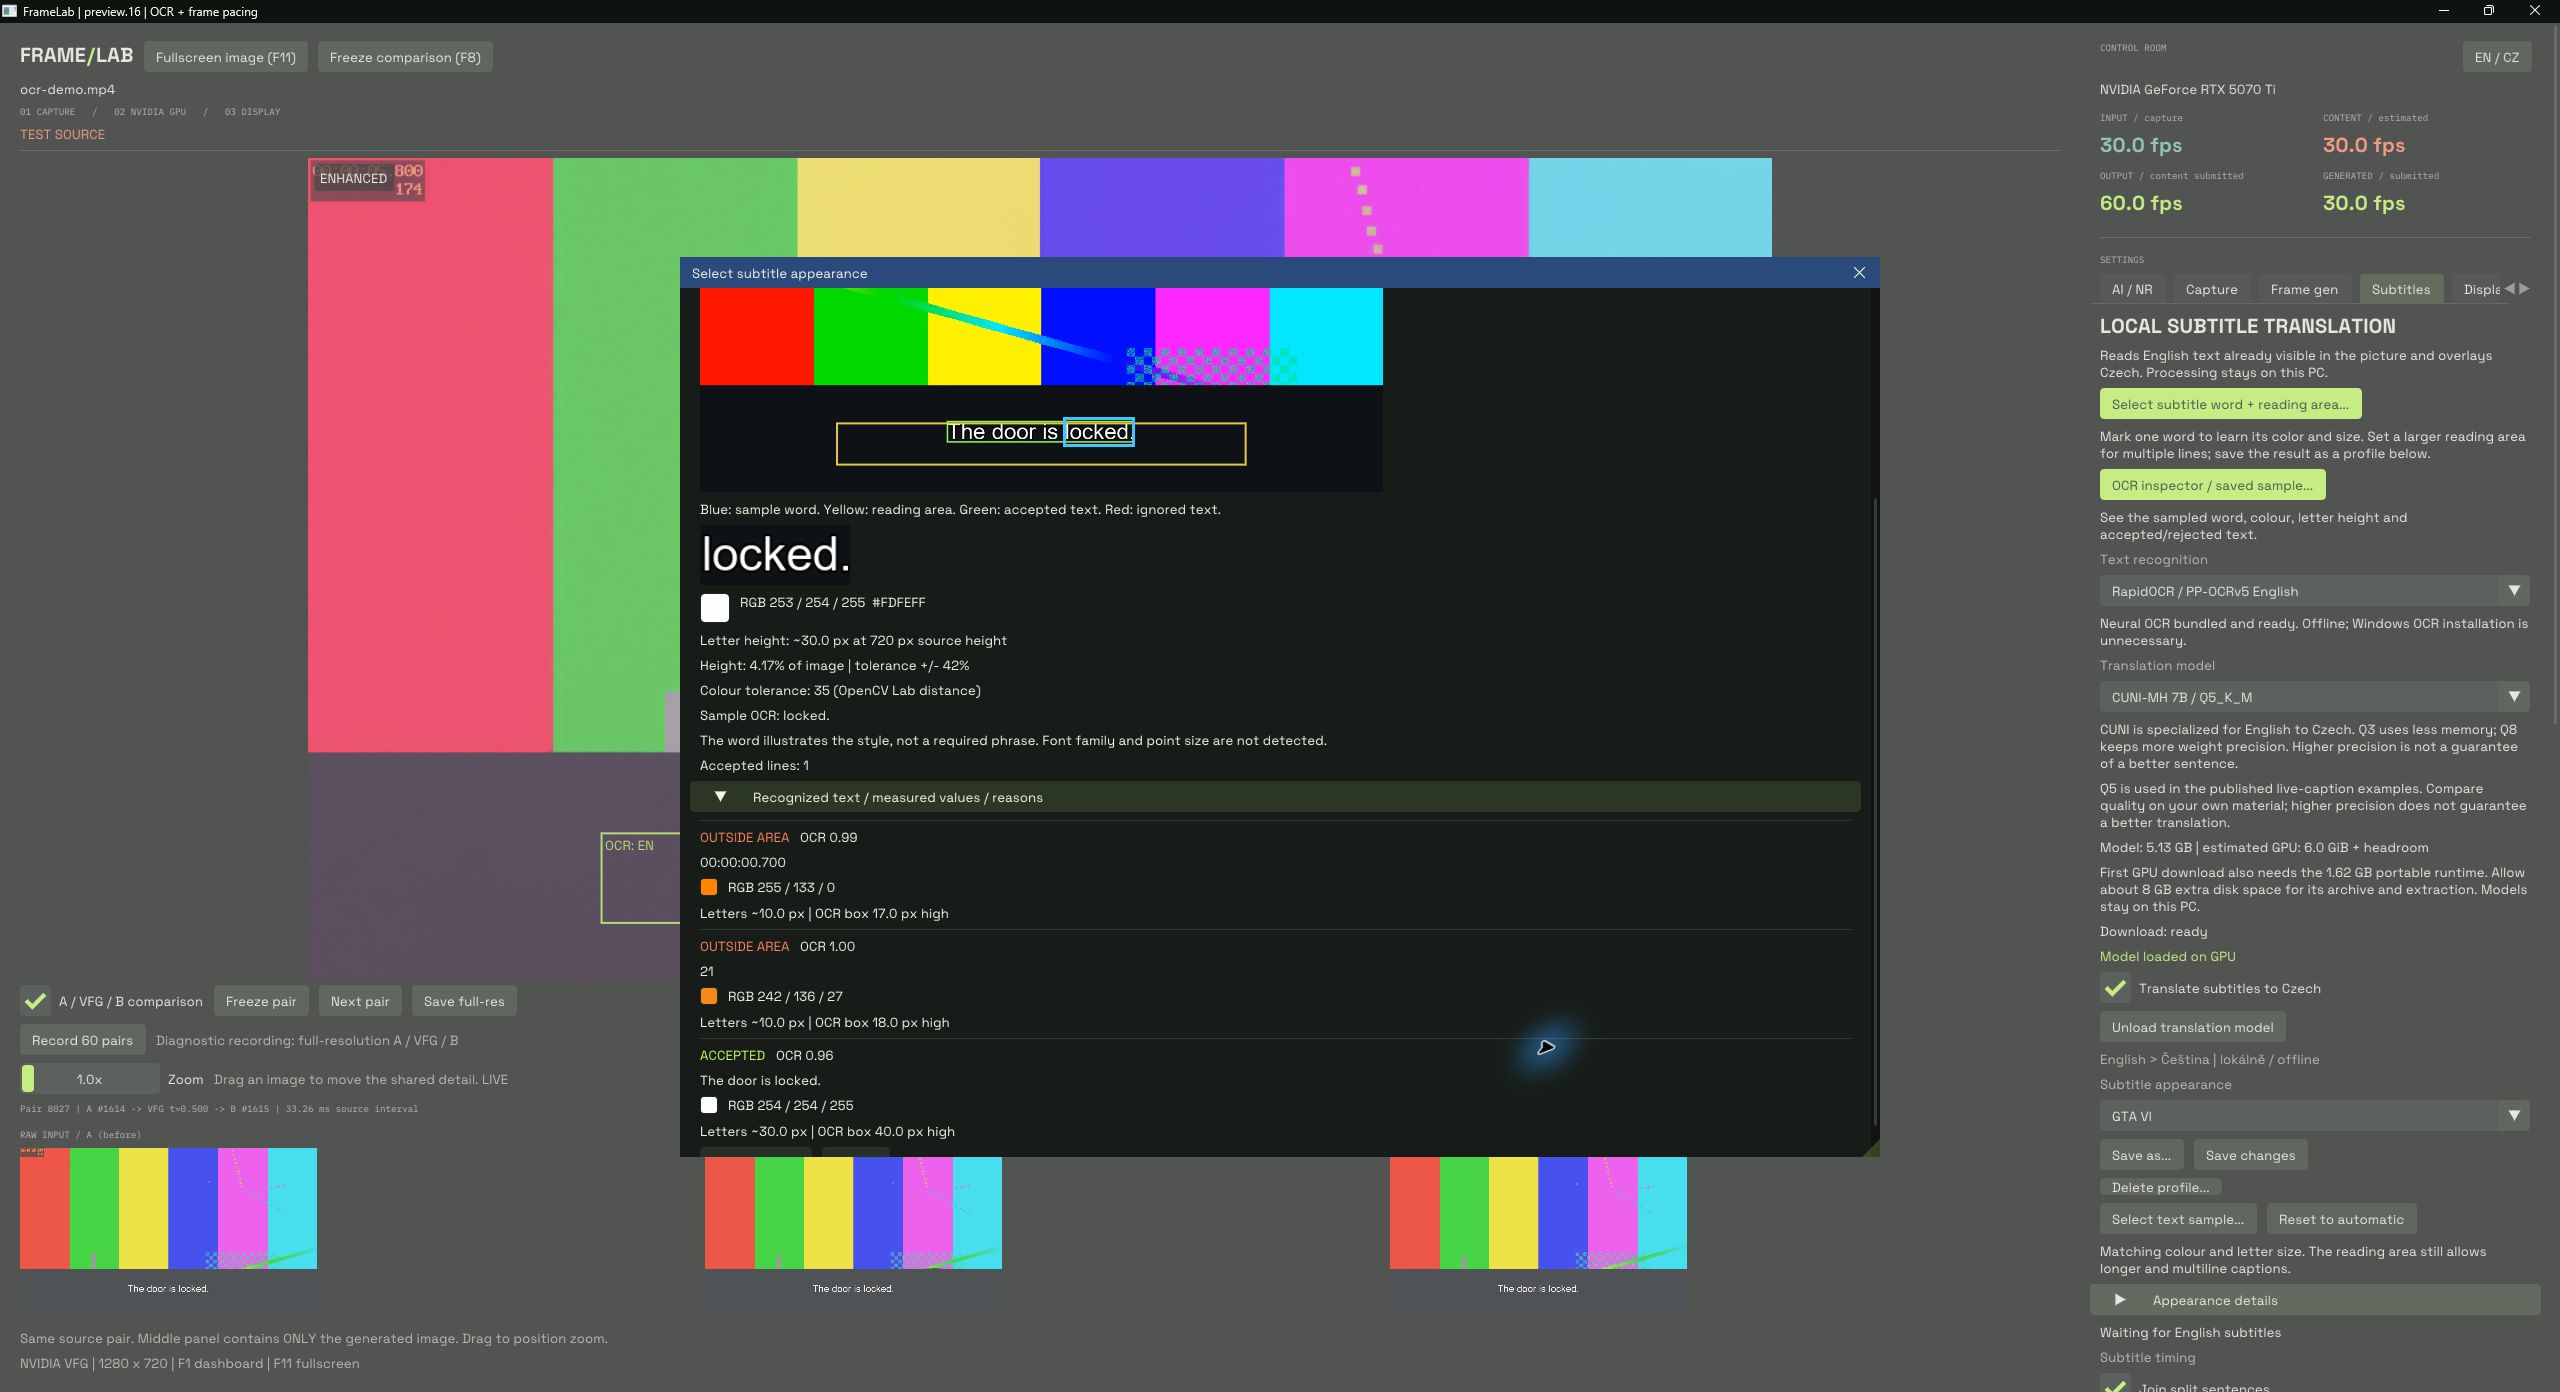 FrameLab | preview.16 | OCR + frame pacing
FRAME/LAB
Fullscreen image (F11)
Freeze comparison (F8)
ocr-demo.mp4
01 CAPTURE / 02 NVIDIA GPU / 03 DISPLAY
TEST SOURCE
ENHANCED
800
174
OCR: EN
A / VFG / B comparison
Freeze pair
Next pair
Save full-res
Record 60 pairs
Diagnostic recording: full-resolution A / VFG / B
1.0x
Zoom
Drag an image to move the shared detail. LIVE
Pair 8027 | A #1614 -> VFG t=0.500 -> B #1615 | 33.26 ms source interval
RAW INPUT / A (before)
The door is locked.
The door is locked.
The door is locked.
Same source pair. Middle panel contains ONLY the generated image. Drag to position zoom.
NVIDIA VFG | 1280 x 720 | F1 dashboard | F11 fullscreen
Select subtitle appearance
The door is locked.
Blue: sample word. Yellow: reading area. Green: accepted text. Red: ignored text.
locked.
RGB 253 / 254 / 255 #FDFEFF
Letter height: ~30.0 px at 720 px source height
Height: 4.17% of image | tolerance +/- 42%
Colour tolerance: 35 (OpenCV Lab distance)
Sample OCR: locked.
The word illustrates the style, not a required phrase. Font family and point size are not detected.
Accepted lines: 1
Recognized text / measured values / reasons
OUTSIDE AREA OCR 0.99
00:00:00.700
RGB 255 / 133 / 0
Letters ~10.0 px | OCR box 17.0 px high
OUTSIDE AREA OCR 1.00
21
RGB 242 / 136 / 27
Letters ~10.0 px | OCR box 18.0 px high
ACCEPTED OCR 0.96
The door is locked.
RGB 254 / 254 / 255
Letters ~30.0 px | OCR box 40.0 px high
CONTROL ROOM
EN / CZ
NVIDIA GeForce RTX 5070 Ti
INPUT / capture
CONTENT / estimated
30.0 fps
30.0 fps
OUTPUT / content submitted
GENERATED / submitted
60.0 fps
30.0 fps
SETTINGS
AI / NR
Capture
Frame gen
Subtitles
Displa
LOCAL SUBTITLE TRANSLATION
Reads English text already visible in the picture and overlays
Czech. Processing stays on this PC.
Select subtitle word + reading area...
Mark one word to learn its color and size. Set a larger reading area
for multiple lines; save the result as a profile below.
OCR inspector / saved sample...
See the sampled word, colour, letter height and
accepted/rejected text.
Text recognition
RapidOCR / PP-OCRv5 English
Neural OCR bundled and ready. Offline; Windows OCR installation is
unnecessary.
Translation model
CUNI-MH 7B / Q5_K_M
CUNI is specialized for English to Czech. Q3 uses less memory; Q8
keeps more weight precision. Higher precision is not a guarantee
of a better sentence.
Q5 is used in the published live-caption examples. Compare
quality on your own material; higher precision does not guarantee
a better translation.
Model: 5.13 GB | estimated GPU: 6.0 GiB + headroom
First GPU download also needs the 1.62 GB portable runtime. Allow
about 8 GB extra disk space for its archive and extraction. Models
stay on this PC.
Download: ready
Model loaded on GPU
Translate subtitles to Czech
Unload translation model
English > Čeština | lokálně / offline
Subtitle appearance
GTA VI
Save as...
Save changes
Delete profile...
Select text sample...
Reset to automatic
Matching colour and letter size. The reading area still allows
longer and multiline captions.
Appearance details
Waiting for English subtitles
Subtitle timing
Join split sentences